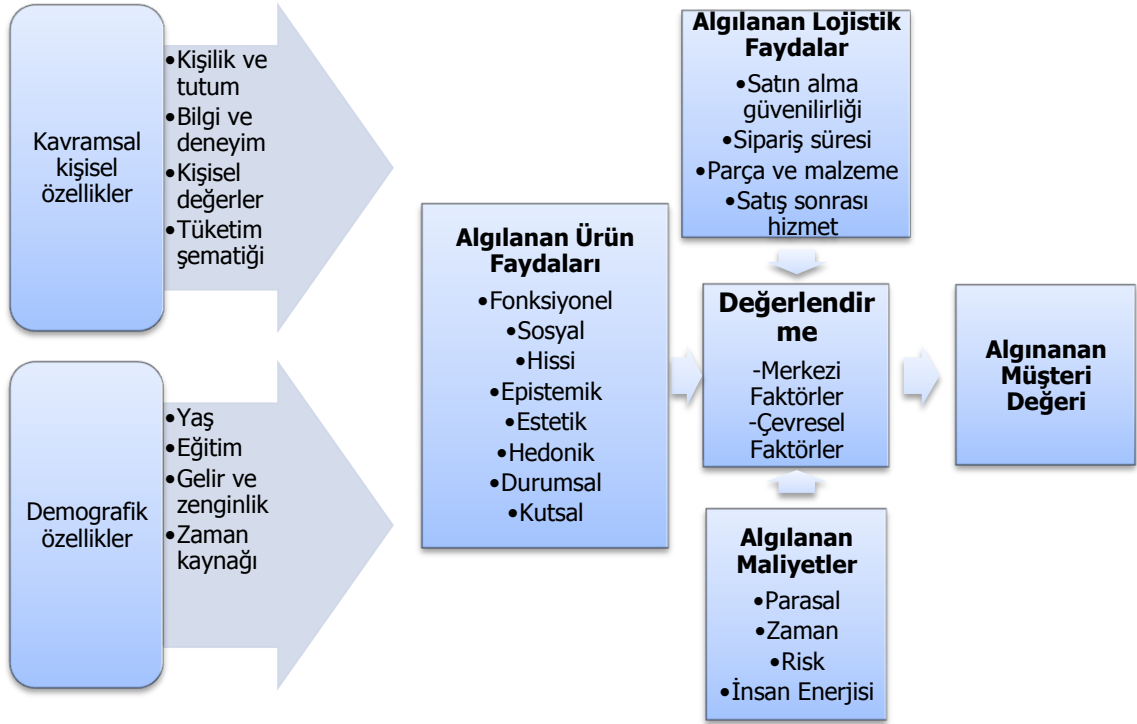 Kavramsal
kişisel
özellikler
•Kişilik ve
tutum
•Bilgi ve
deneyim
•Kişisel
değerler
•Tüketim
şematiği
Demografik
özellikler
•Yaş
•Eğitim
•Gelir ve
zenginlik
•Zaman
kaynağı
Algılanan Ürün
Faydaları
•Fonksiyonel
•Sosyal
•Hissi
•Epistemik
•Estetik
•Hedonik
•Durumsal
•Kutsal
Algılanan Lojistik
Faydalar
•Satın alma
güvenilirliği
•Sipariş süresi
•Parça ve malzeme
•Satış sonrası
hizmet
Değerlendir
me
-Merkezi
Faktörler
-Çevresel
Faktörler
Algılanan
Maliyetler
•Parasal
•Zaman
•Risk
•İnsan Enerjisi
Algınanan
Müşteri
Değeri